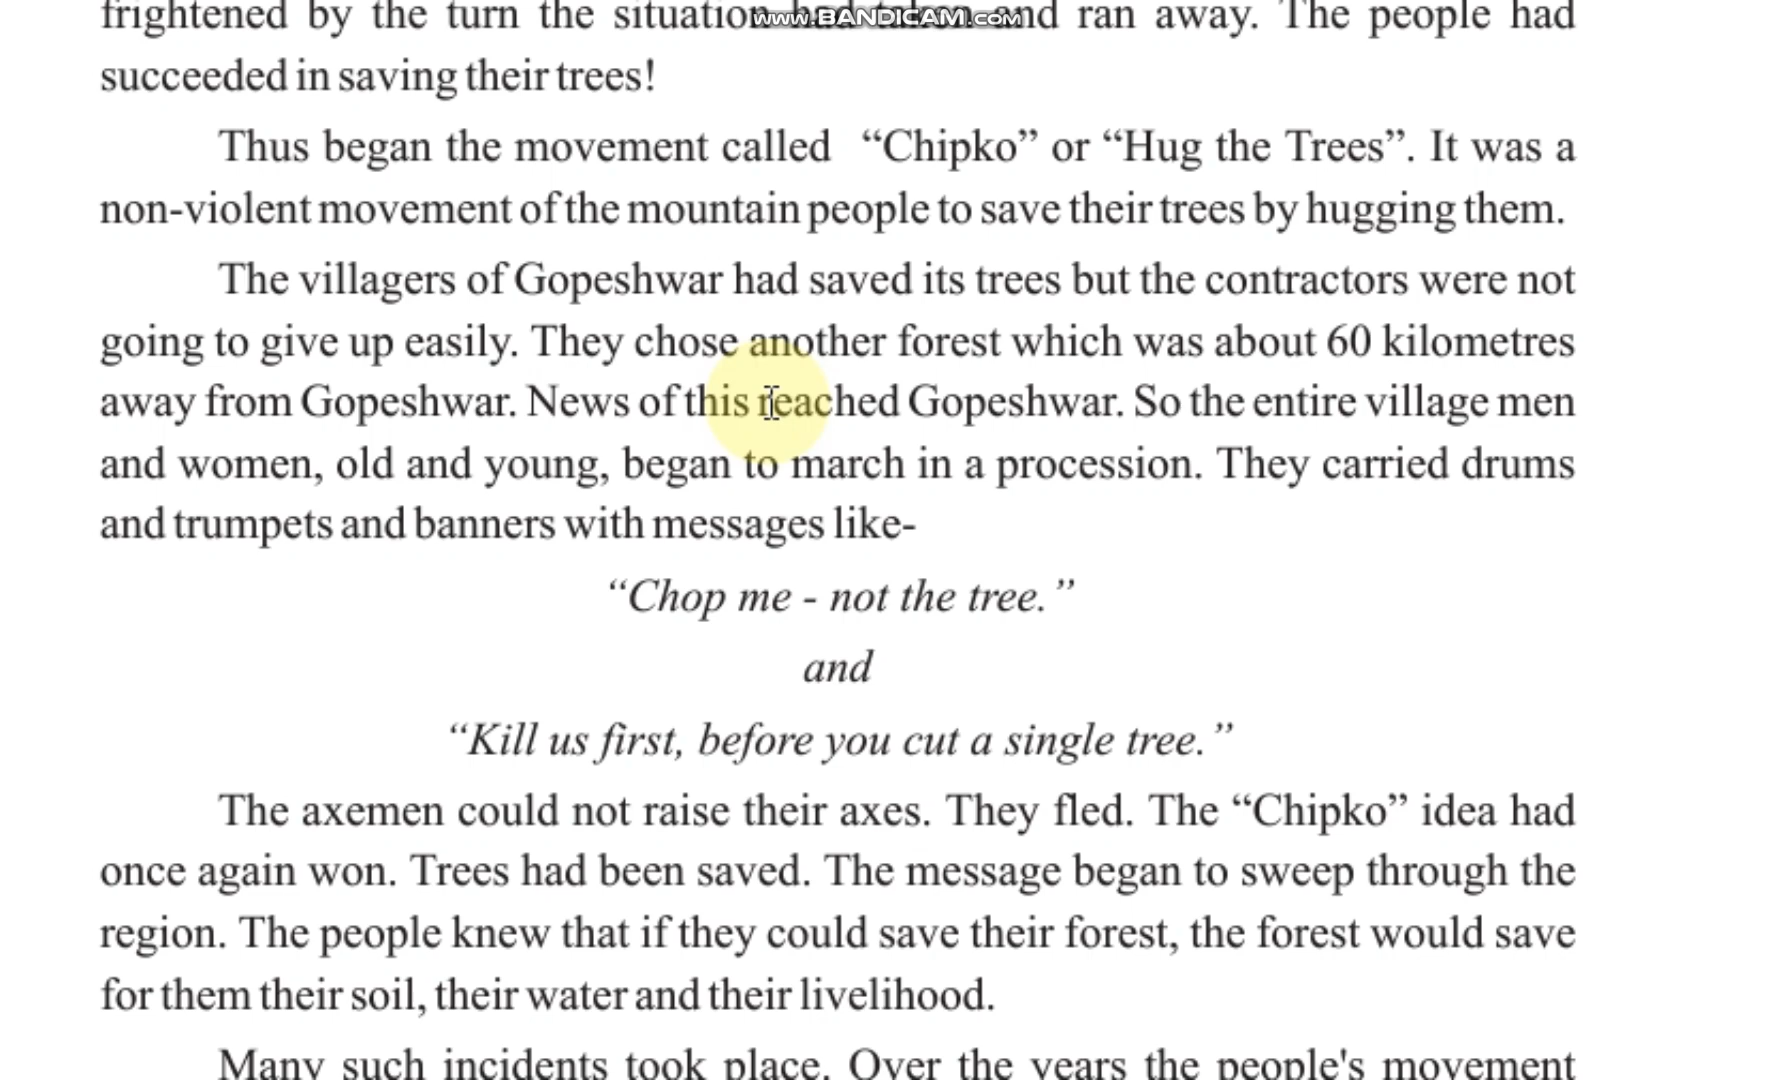 frightened by the turn the situation had taken and ran away. The people had
www.BANDICAM.com
succeeded in saving their trees!
Thus began the movement called “Chipko” or “Hug the Trees”. It was a
non-violent movement of the mountain people to save their trees by hugging them.
The villagers of Gopeshwar had saved its trees but the contractors were not
going to give up easily. They chose another forest which was about 60 kilometres
away from Gopeshwar. News of this reached Gopeshwar. So the entire village men
and women, old and young, began to march in a procession. They carried drums
and trumpets and banners with messages like-
“Chop me - not the tree.”
and
“Kill us first, before you cut a single tree.”
The axemen could not raise their axes. They fled. The “Chipko” idea had
once again won. Trees had been saved. The message began to sweep through the
region. The people knew that if they could save their forest, the forest would save
for them their soil, their water and their livelihood.
Many such incidents took place. Over the years the people's movement